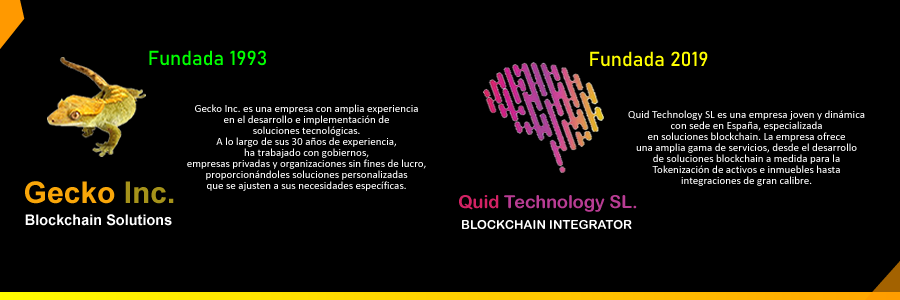 Fundada 1993
Gecko Inc. es una empresa con amplia experiencia
en el desarrollo e implementación de
soluciones tecnológicas.
A lo largo de sus 30 años de experiencia,
ha trabajado con gobiernos,
empresas privadas y organizaciones sin fines de lucro,
proporcionándoles soluciones personalizadas
que se ajusten a sus necesidades específicas.
Gecko Inc.
Blockchain Solutions
Fundada 2019
Quid Technology SL es una empresa joven y dinámica
con sede en España, especializada
en soluciones blockchain. La empresa ofrece
una amplia gama de servicios, desde el desarrollo
de soluciones blockchain a medida para la
Tokenización de activos e inmuebles hasta
integraciones de gran calibre.
Quid Technology SL.
BLOCKCHAIN INTEGRATOR